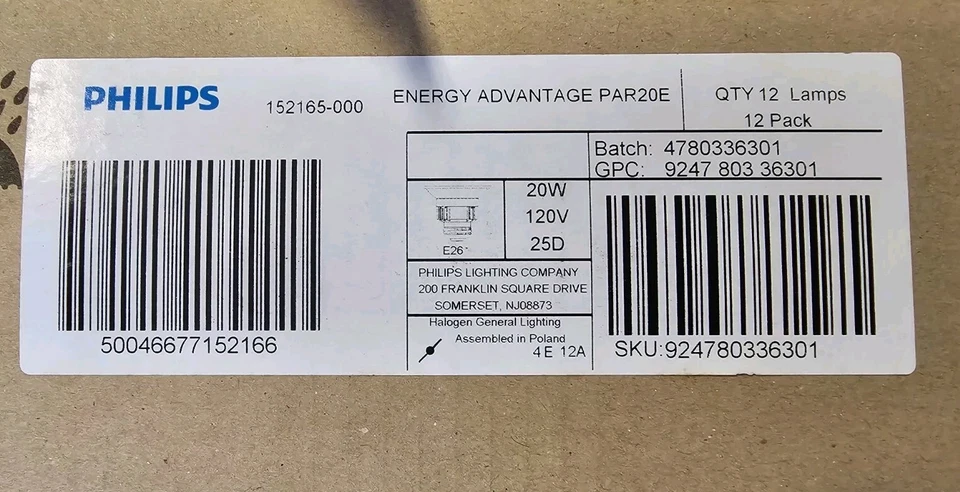 PHILIPS
152165-000
ENERGY ADVANTAGE PAR20E
QTY 12 Lamps
12 Pack
Batch: 4780336301
GPC: 9247 803 36301
20W
120V
25D
E26
PHILIPS LIGHTING COMPANY
200 FRANKLIN SQUARE DRIVE
SOMERSET, NJ08873
Halogen General Lighting
Assembled in Poland
4E 12A
50046677152166
SKU:924780336301